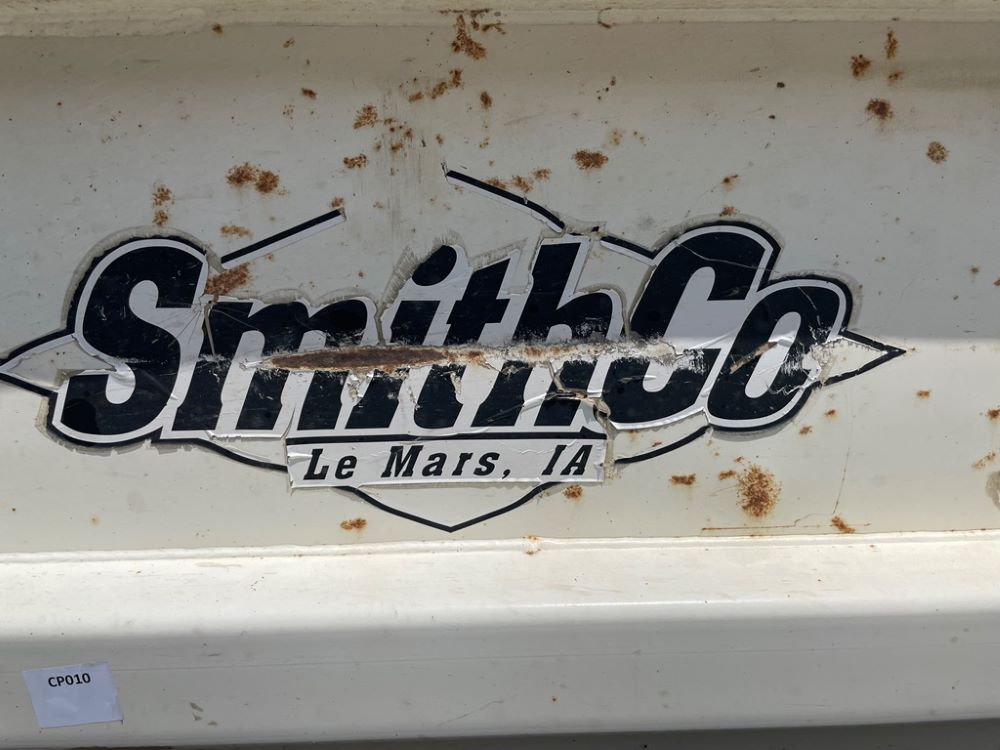 SmithCo
Le Mars, IA
CP010